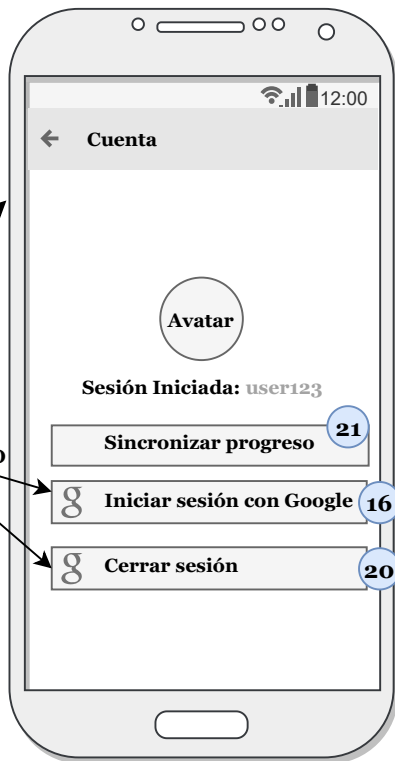 12:00
Cuenta
Avatar
Sesión Iniciada: user123
21
Sincronizar progreso
o
g Iniciar sesión con Google 16
g Cerrar sesión 20